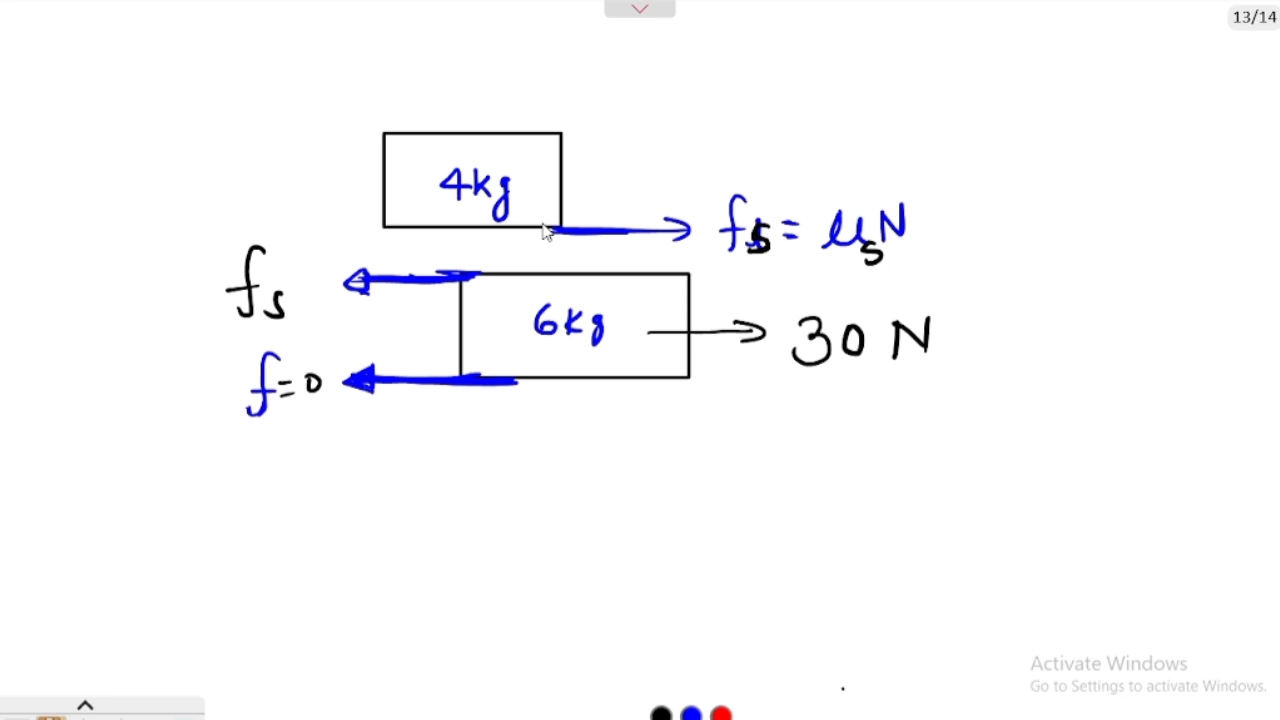 13/14
4kg
fs = μsN
fs
6kg
30 N
f=0
Activate Windows
Go to Settings to activate Windows.